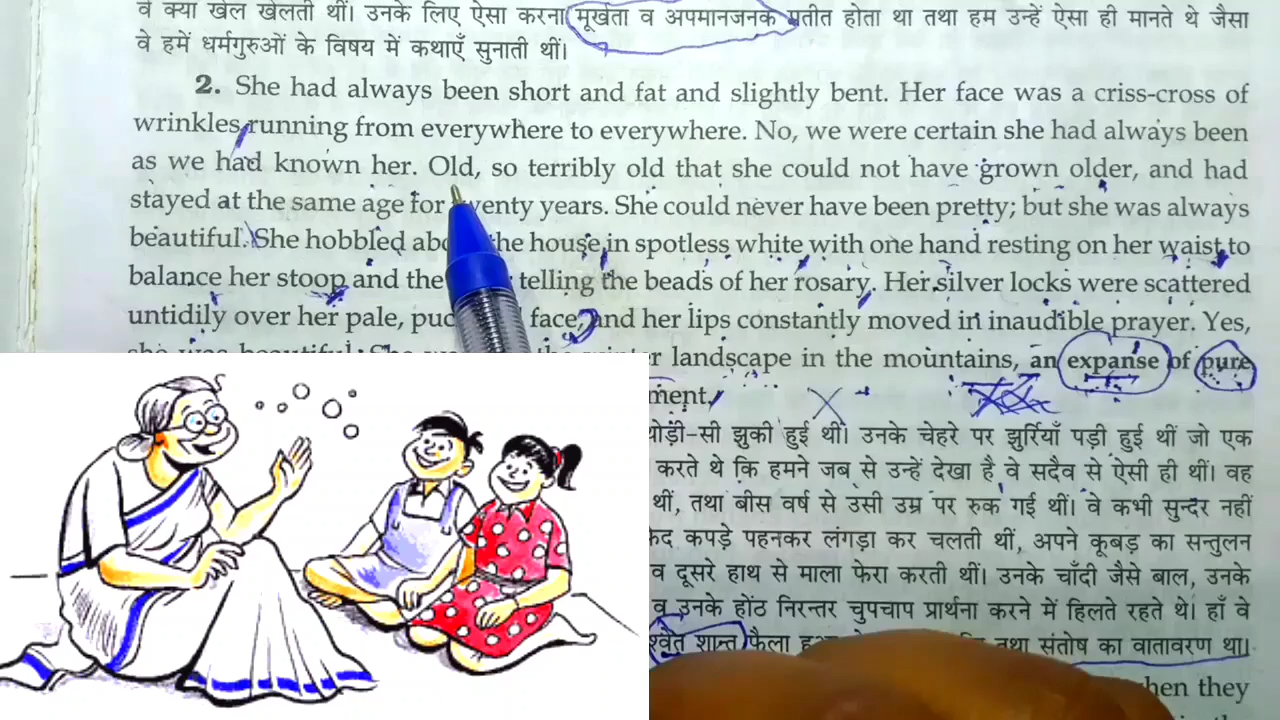 वे क्या खेल खेलती थीं। उनके लिए ऐसा करना मूर्खता व अपमानजनक प्रतीत होता था तथा हम उन्हें ऐसा ही मानते थे जैसा
वे हमें धर्मगुरुओं के विषय में कथाएँ सुनाती थीं।
2. She had always been short and fat and slightly bent. Her face was a criss-cross of
wrinkles running from everywhere to everywhere. No, we were certain she had always been
as we had known her. Old, so terribly old that she could not have grown older, and had
stayed at the same age for twenty years. She could never have been pretty; but she was always
beautiful. She hobbled the house in spotless white with one hand resting on her waist to
balance her stoop and the telling the beads of her rosary. Her silver locks were scattered
untidily over her pale, face, and her lips constantly moved in inaudible prayer. Yes,
she was beautiful. landscape in the mountains, an expanse of pure
थोड़ी-सी झुकी हुई थीं। उनके चेहरे पर झुर्रियाँ पड़ी हुई थीं जो एक
करते थे कि हमने जब से उन्हें देखा है, वे सदैव से ऐसी ही थीं। वह
थीं, तथा बीस वर्ष से उसी उम्र पर रुक गई थीं। वे कभी सुन्दर नहीं
कपड़े पहनकर लंगड़ा कर चलती थीं, अपने कूबड़ का सन्तुलन
व दूसरे हाथ से माला फेरा करती थीं। उनके चाँदी जैसे बाल, उनके
व उनके होंठ निरन्तर चुपचाप प्रार्थना करने में हिलते रहते थे। हाँ वे
श्वेत शान्त फैला तथा संतोष का वातावरण था।
they